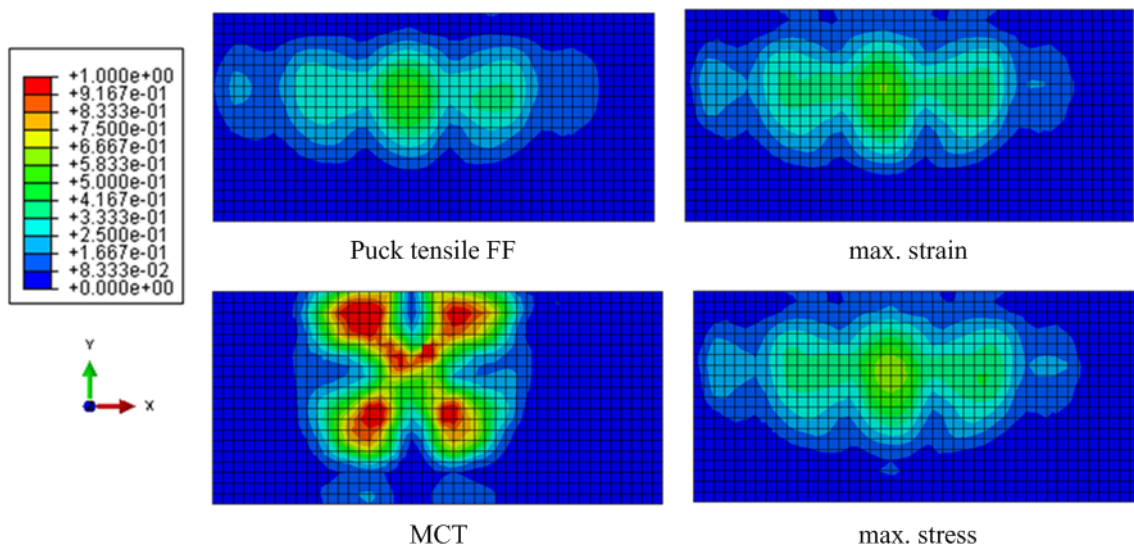 +1.000e+00
+9.167e-01
+8.333e-01
+7.500e-01
+6.667e-01
+5.833e-01
+5.000e-01
+4.167e-01
+3.333e-01
+2.500e-01
+1.667e-01
+8.333e-02
+0.000e+00
Y
X
Puck tensile FF
max. strain
MCT
max. stress